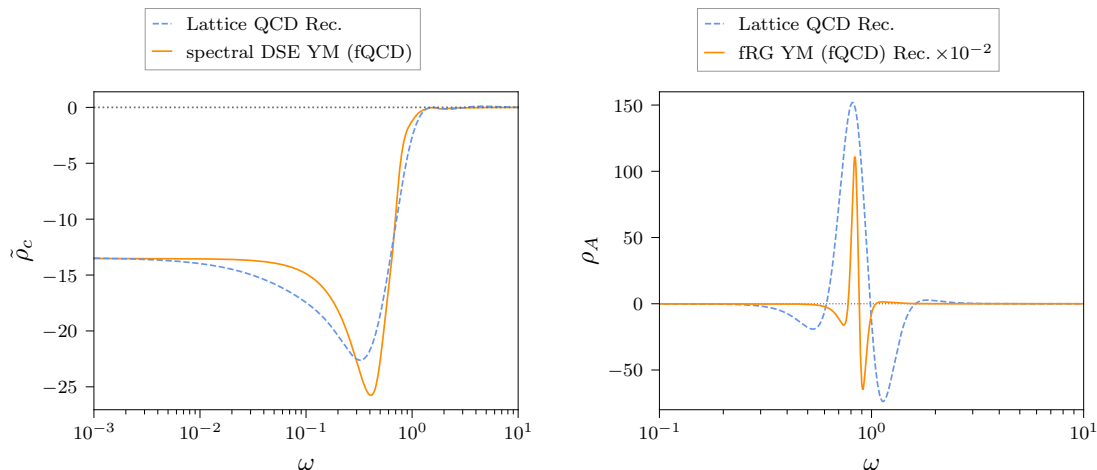 Lattice QCD Rec.
spectral DSE YM (fQCD)
0
−5
−10
−15
−20
−25
ρ̃_c
10⁻³
10⁻²
10⁻¹
10⁰
10¹
ω
Lattice QCD Rec.
fRG YM (fQCD) Rec. ×10⁻²
150
100
50
0
−50
ρ_A
10⁻¹
10⁰
10¹
ω